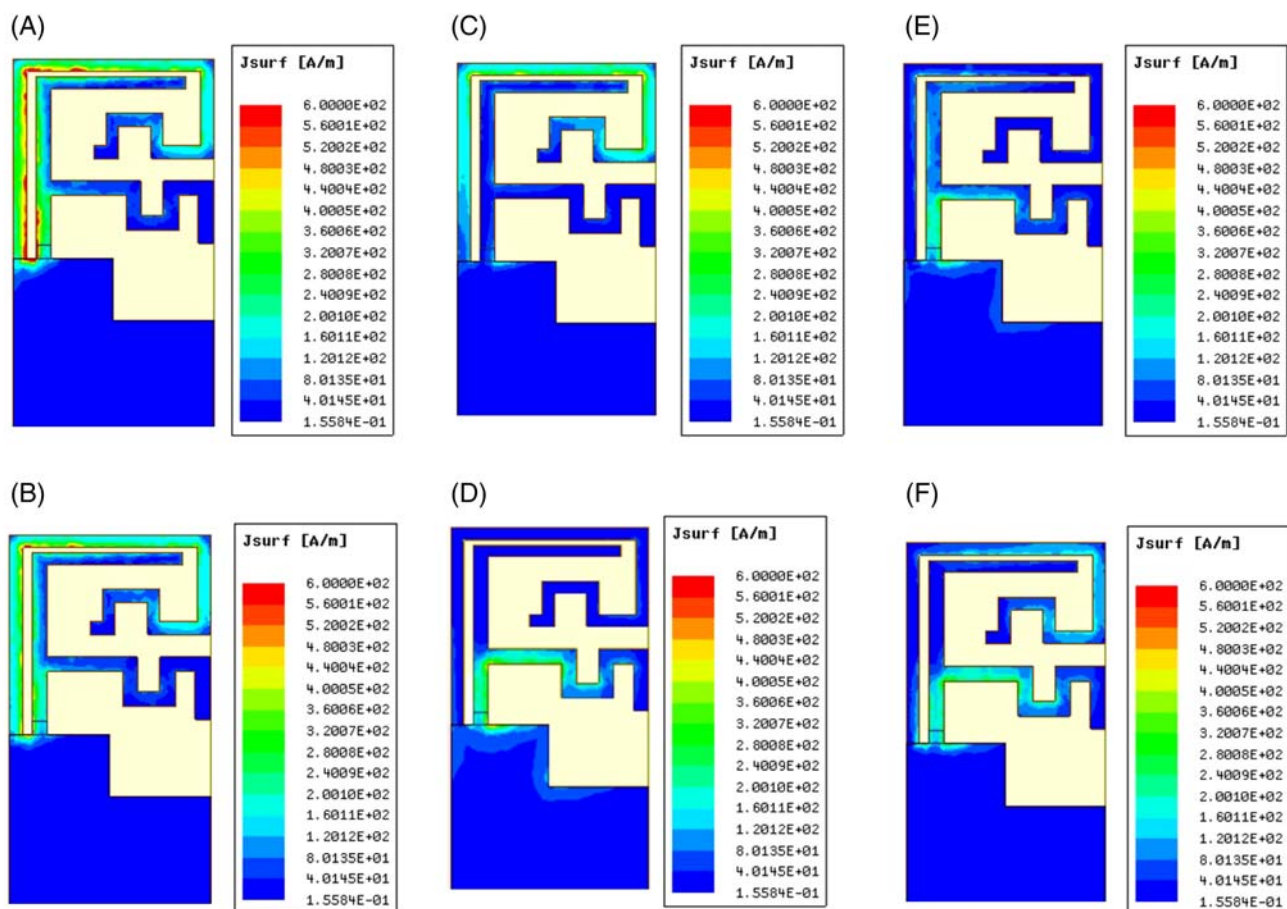 (A)
Jsurf [A/m]
6.0000E+02
5.6001E+02
5.2002E+02
4.8003E+02
4.4004E+02
4.0005E+02
3.6006E+02
3.2007E+02
2.8008E+02
2.4009E+02
2.0010E+02
1.6011E+02
1.2012E+02
8.0135E+01
4.0145E+01
1.5584E-01
(C)
Jsurf [A/m]
6.0000E+02
5.6001E+02
5.2002E+02
4.8003E+02
4.4004E+02
4.0005E+02
3.6006E+02
3.2007E+02
2.8008E+02
2.4009E+02
2.0010E+02
1.6011E+02
1.2012E+02
8.0135E+01
4.0145E+01
1.5584E-01
(E)
Jsurf [A/m]
6.0000E+02
5.6001E+02
5.2002E+02
4.8003E+02
4.4004E+02
4.0005E+02
3.6006E+02
3.2007E+02
2.8008E+02
2.4009E+02
2.0010E+02
1.6011E+02
1.2012E+02
8.0135E+01
4.0145E+01
1.5584E-01
(B)
Jsurf [A/m]
6.0000E+02
5.6001E+02
5.2002E+02
4.8003E+02
4.4004E+02
4.0005E+02
3.6006E+02
3.2007E+02
2.8008E+02
2.4009E+02
2.0010E+02
1.6011E+02
1.2012E+02
8.0135E+01
4.0145E+01
1.5584E-01
(D)
Jsurf [A/m]
6.0000E+02
5.6001E+02
5.2002E+02
4.8003E+02
4.4004E+02
4.0005E+02
3.6006E+02
3.2007E+02
2.8008E+02
2.4009E+02
2.0010E+02
1.6011E+02
1.2012E+02
8.0135E+01
4.0145E+01
1.5584E-01
(F)
Jsurf [A/m]
6.0000E+02
5.6001E+02
5.2002E+02
4.8003E+02
4.4004E+02
4.0005E+02
3.6006E+02
3.2007E+02
2.8008E+02
2.4009E+02
2.0010E+02
1.6011E+02
1.2012E+02
8.0135E+01
4.0145E+01
1.5584E-01